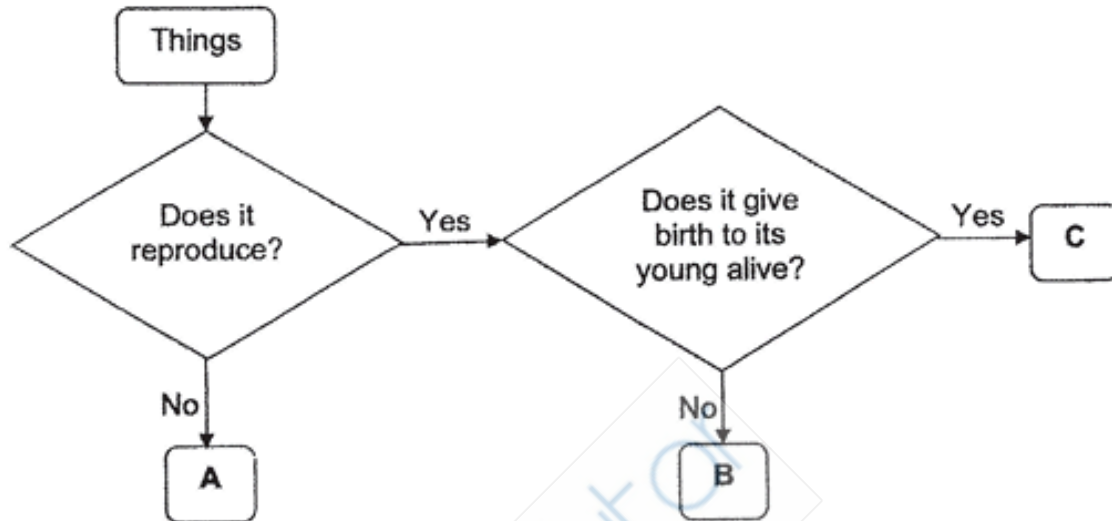 Things
Does it
reproduce?
Yes
Does it give
birth to its
young alive?
Yes
C
No
A
No
B